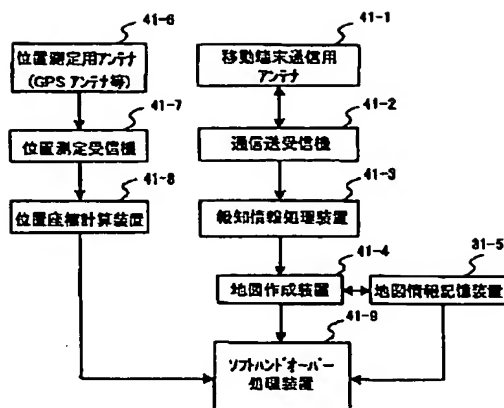 41-6
41-1
位置測定用アンテナ
(GPS アンテナ等)
移動端末通信用
アンテナ
41-7
41-2
位置測定受信機
通信送受信機
41-8
41-3
位置座標計算装置
報知情報処理装置
41-4
31-5
地図作成装置
地図情報記憶装置
41-9
ソフトハンドオーバー
処理装置